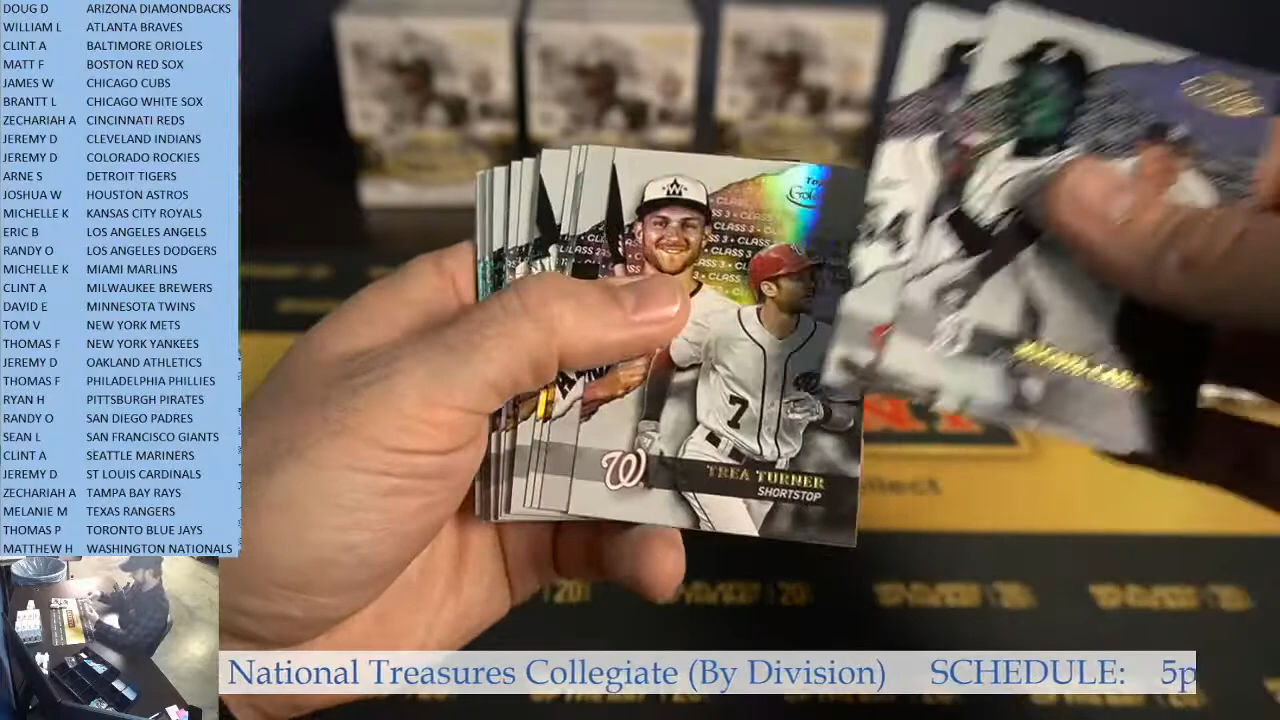 DOUG D ARIZONA DIAMONDBACKS
WILLIAM L ATLANTA BRAVES
CLINT A BALTIMORE ORIOLES
MATT F BOSTON RED SOX
JAMES W CHICAGO CUBS
BRANTT L CHICAGO WHITE SOX
ZECHARIAH A CINCINATTI REDS
JEREMY D CLEVELAND INDIANS
JEREMY D COLORADO ROCKIES
ARNE S DETROIT TIGERS
JOSHUA W HOUSTON ASTROS
MICHELLE K KANSAS CITY ROYALS
ERIC B LOS ANGELES ANGELS
RANDY O LOS ANGELES DODGERS
MICHELLE K MIAMI MARLINS
CLINT A MILWAUKEE BREWERS
DAVID E MINNESOTA TWINS
TOM V NEW YORK METS
THOMAS F NEW YORK YANKEES
JEREMY D OAKLAND ATHLETICS
THOMAS F PHILADELPHIA PHILLIES
RYAN H PITTSBURGH PIRATES
RANDY O SAN DIEGO PADRES
SEAN L SAN FRANCISCO GIANTS
CLINT A SEATTLE MARINERS
JEREMY D ST LOUIS CARDINALS
ZECHARIAH A TAMPA BAY RAYS
MELANIE M TEXAS RANGERS
THOMAS P TORONTO BLUE JAYS
MATTHEW H WASHINGTON NATIONALS
CLASS 3 • CLASS
W
7
W
TREA TURNER
SHORTSTOP
National Treasures Collegiate (By Division) SCHEDULE: 5p